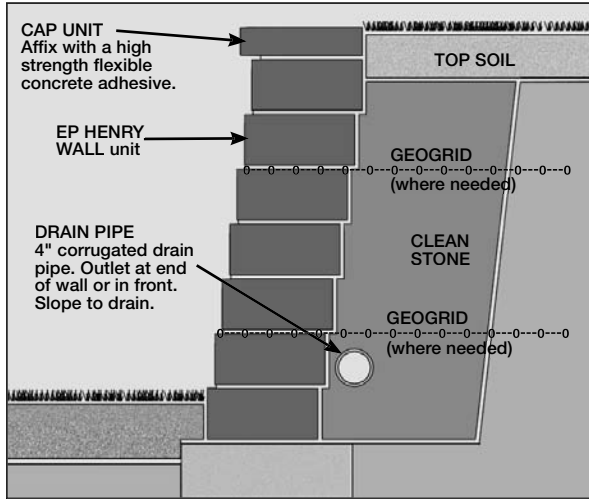 CAP UNIT
Affix with a high
strength flexible
concrete adhesive.
TOP SOIL
EP HENRY
WALL unit
GEOGRID
(where needed)
DRAIN PIPE
4" corrugated drain
pipe. Outlet at end
of wall or in front.
Slope to drain.
CLEAN
STONE
GEOGRID
(where needed)